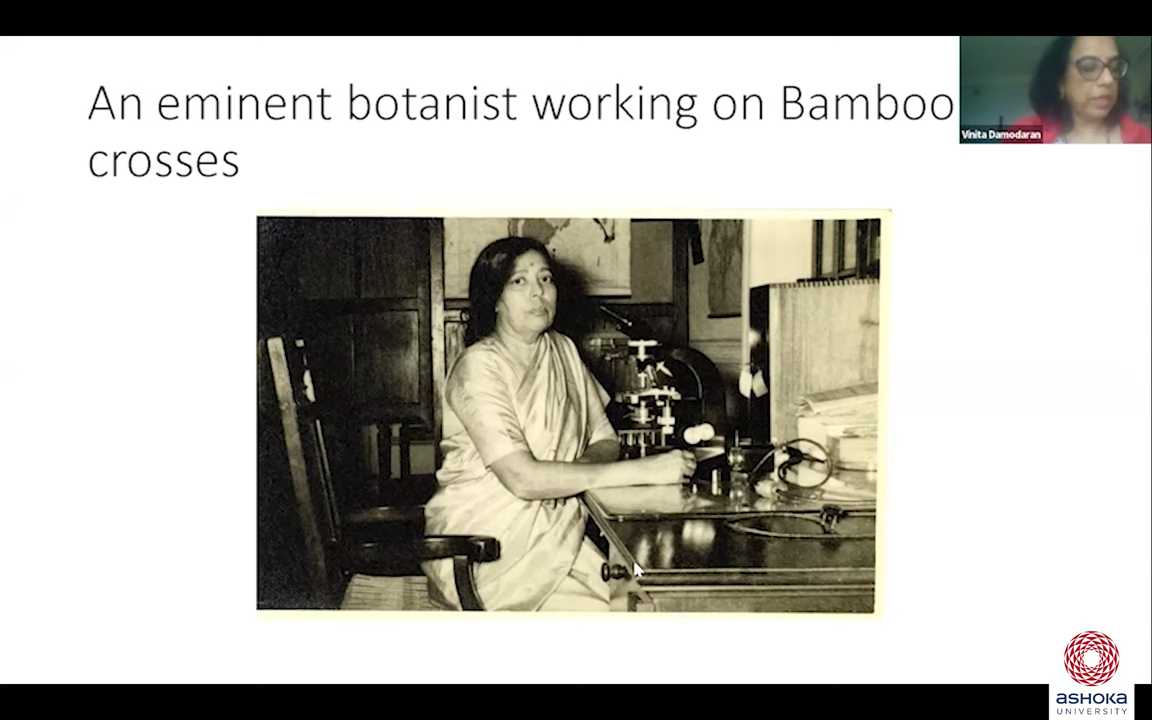 An eminent botanist working on Bamboo
crosses
Vinita Damodaran
ASHOKA
UNIVERSITY